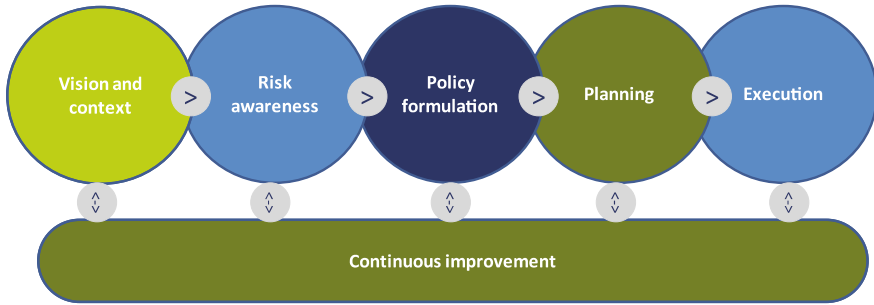 Vision and
context
>
Risk
awareness
>
Policy
formulation
>
Planning
>
Execution
Continuous improvement